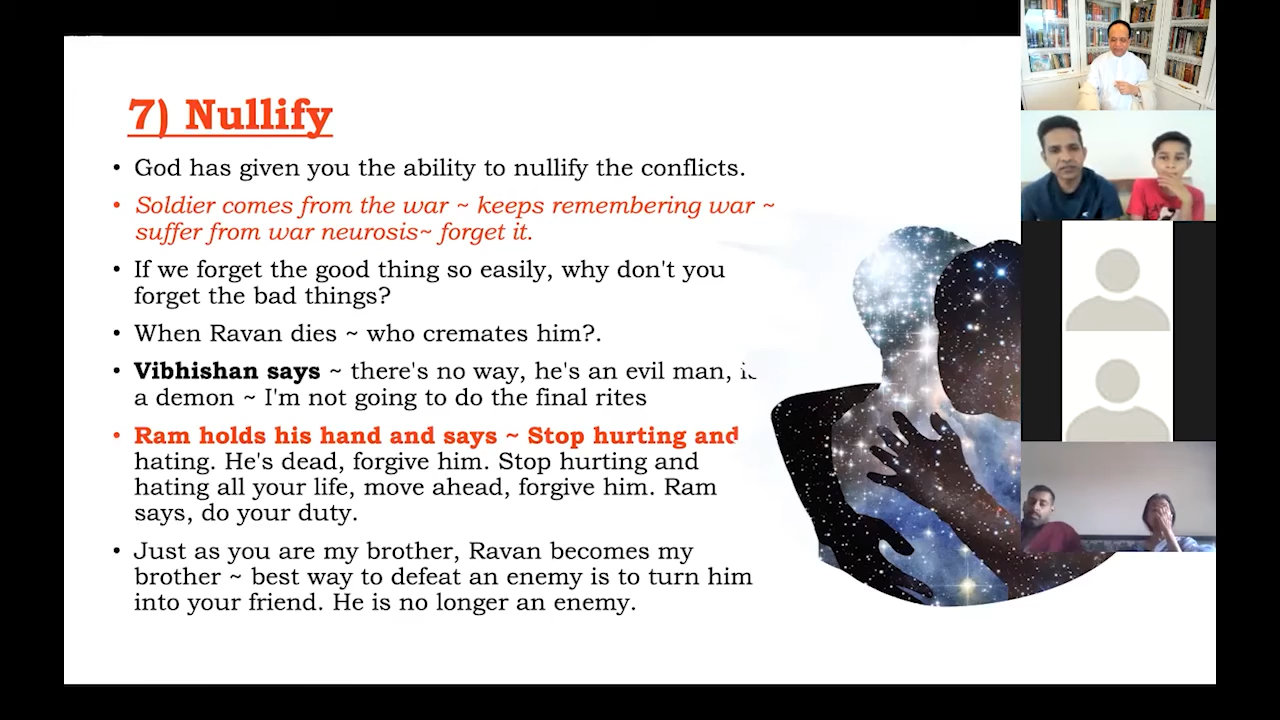 7) Nullify
• God has given you the ability to nullify the conflicts.
• Soldier comes from the war ~ keeps remembering war ~
suffer from war neurosis~ forget it.
• If we forget the good thing so easily, why don't you
forget the bad things?
• When Ravan dies ~ who cremates him?.
• Vibhishan says ~ there's no way, he's an evil man,
a demon ~ I'm not going to do the final rites
• Ram holds his hand and says ~ Stop hurting and
hating. He's dead, forgive him. Stop hurting and
hating all your life, move ahead, forgive him. Ram
says, do your duty.
• Just as you are my brother, Ravan becomes my
brother ~ best way to defeat an enemy is to turn him
into your friend. He is no longer an enemy.